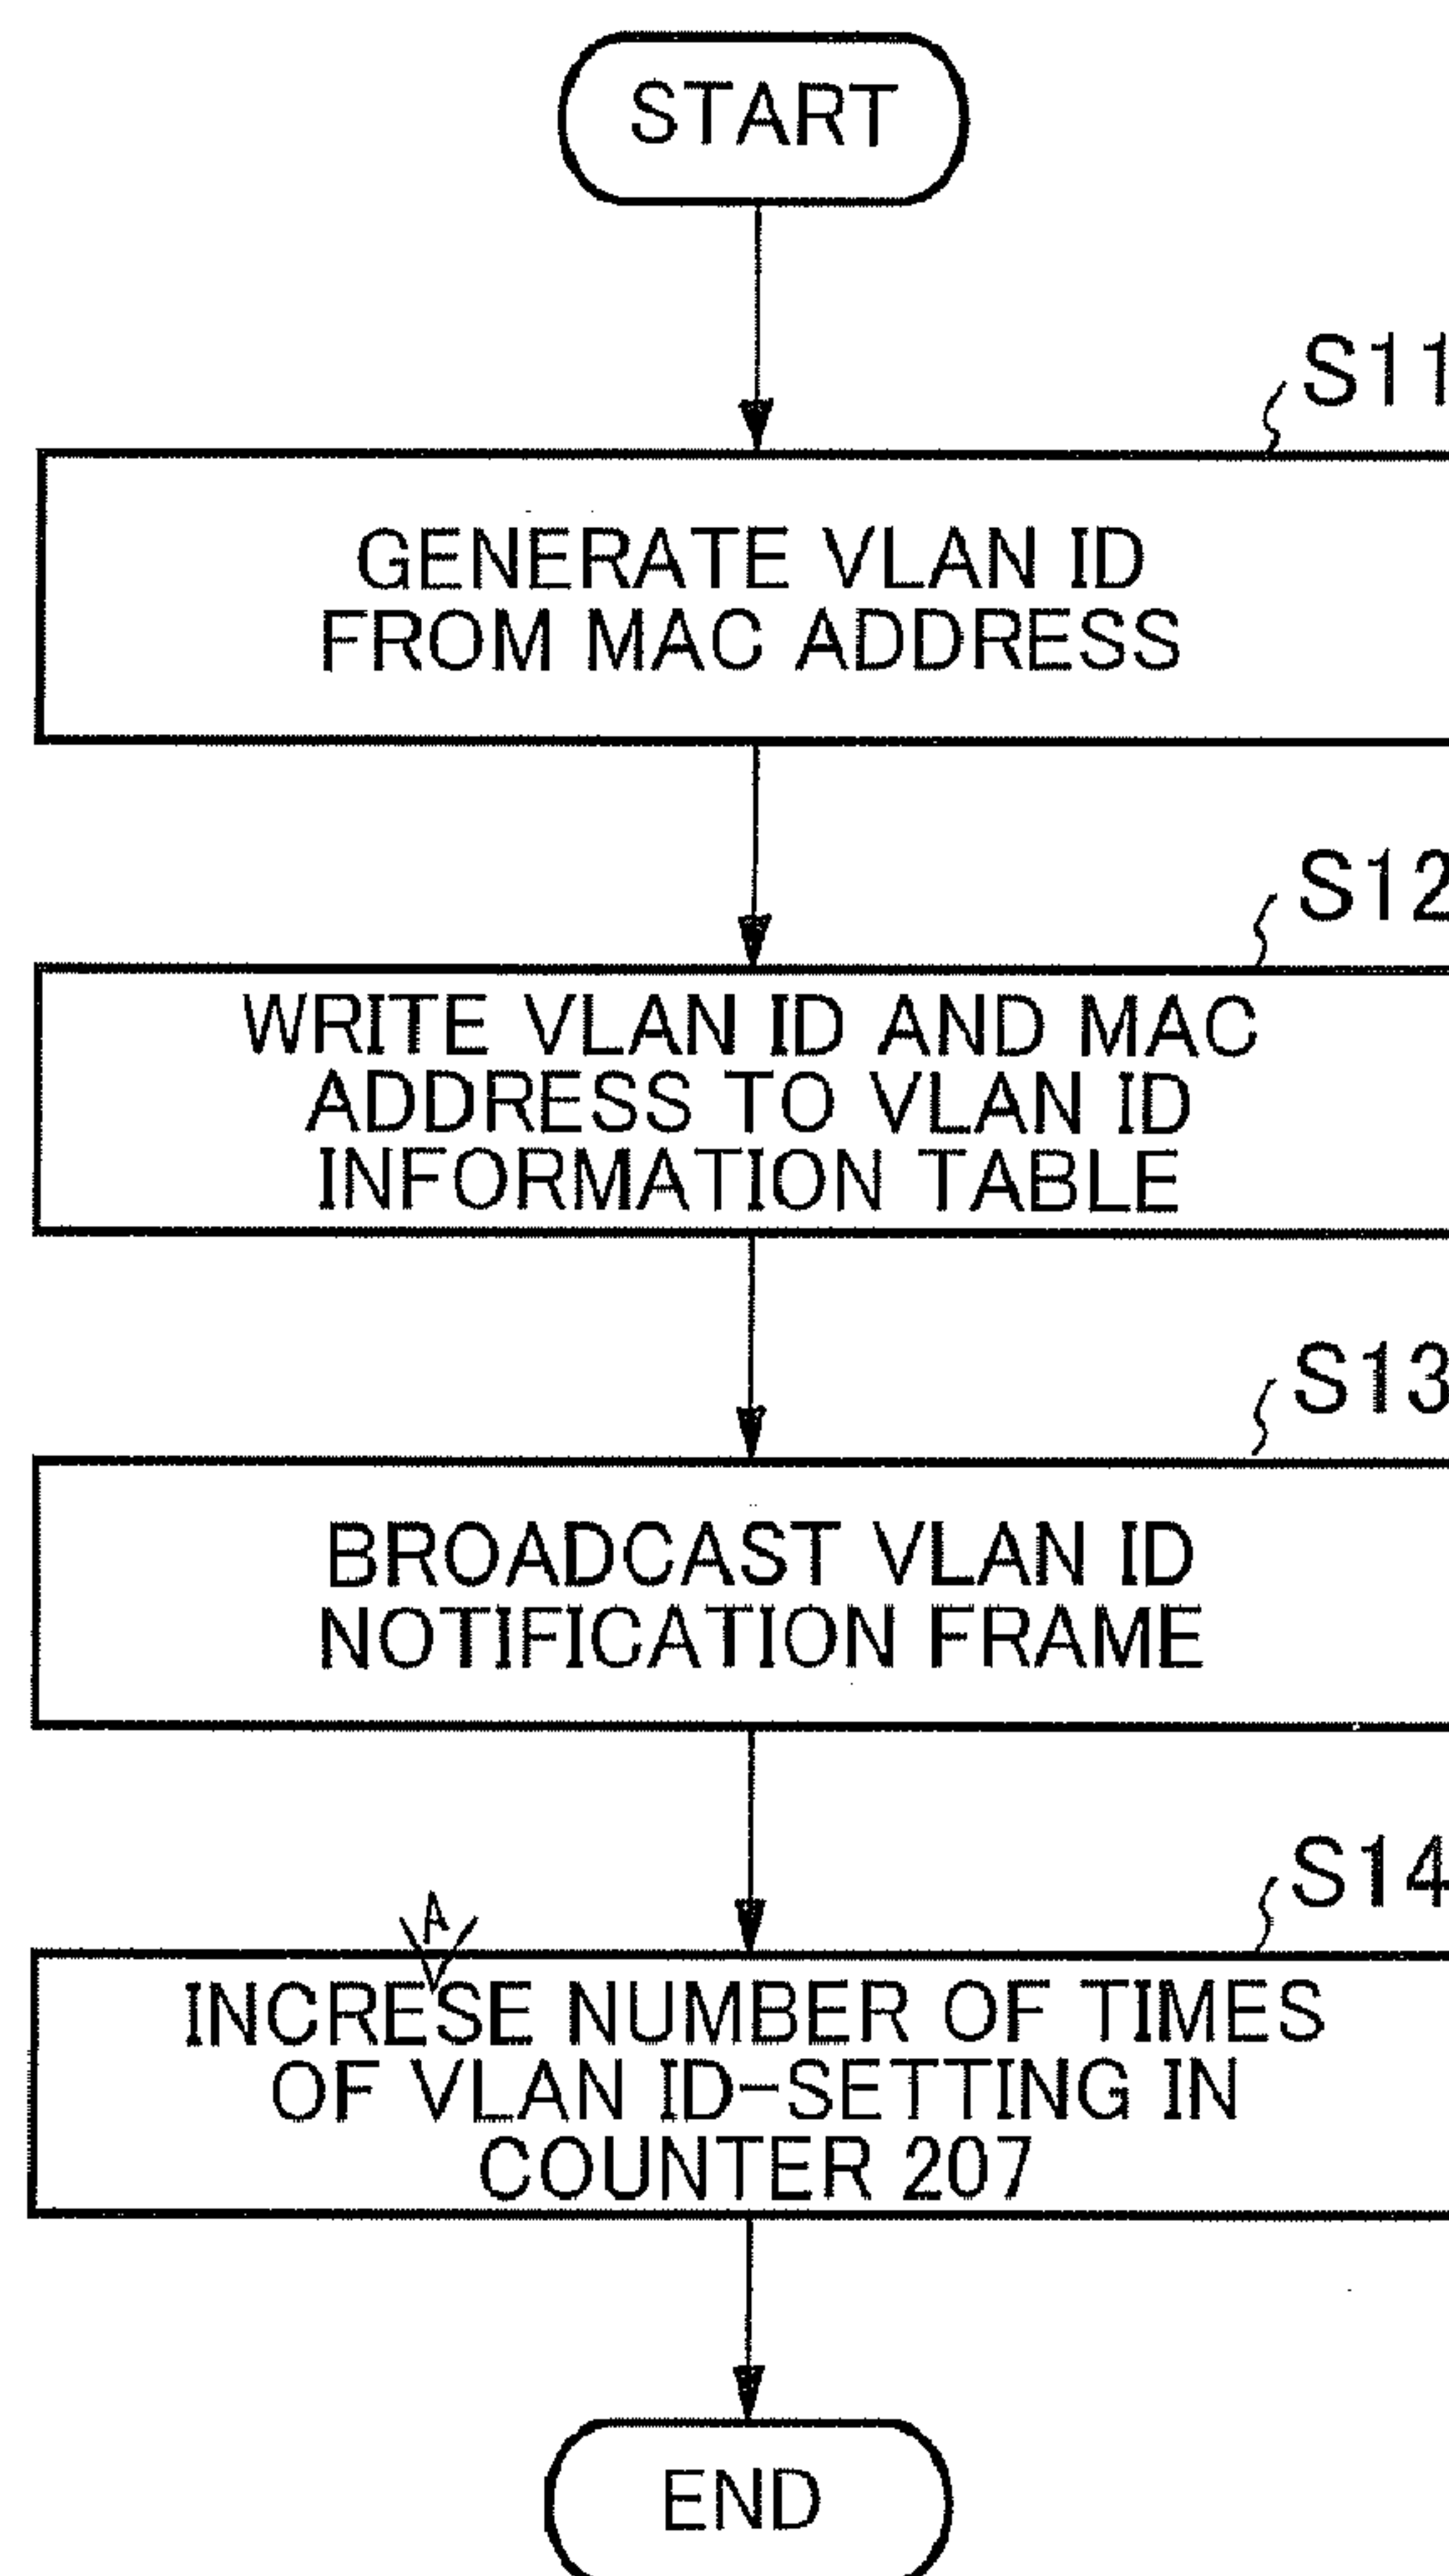 START
S11
GENERATE VLAN ID
FROM MAC ADDRESS
S12
WRITE VLAN ID AND MAC
ADDRESS TO VLAN ID
INFORMATION TABLE
S13
BROADCAST VLAN ID
NOTIFICATION FRAME
S14
A
INCRESE NUMBER OF TIMES
OF VLAN ID-SETTING IN
COUNTER 207
END